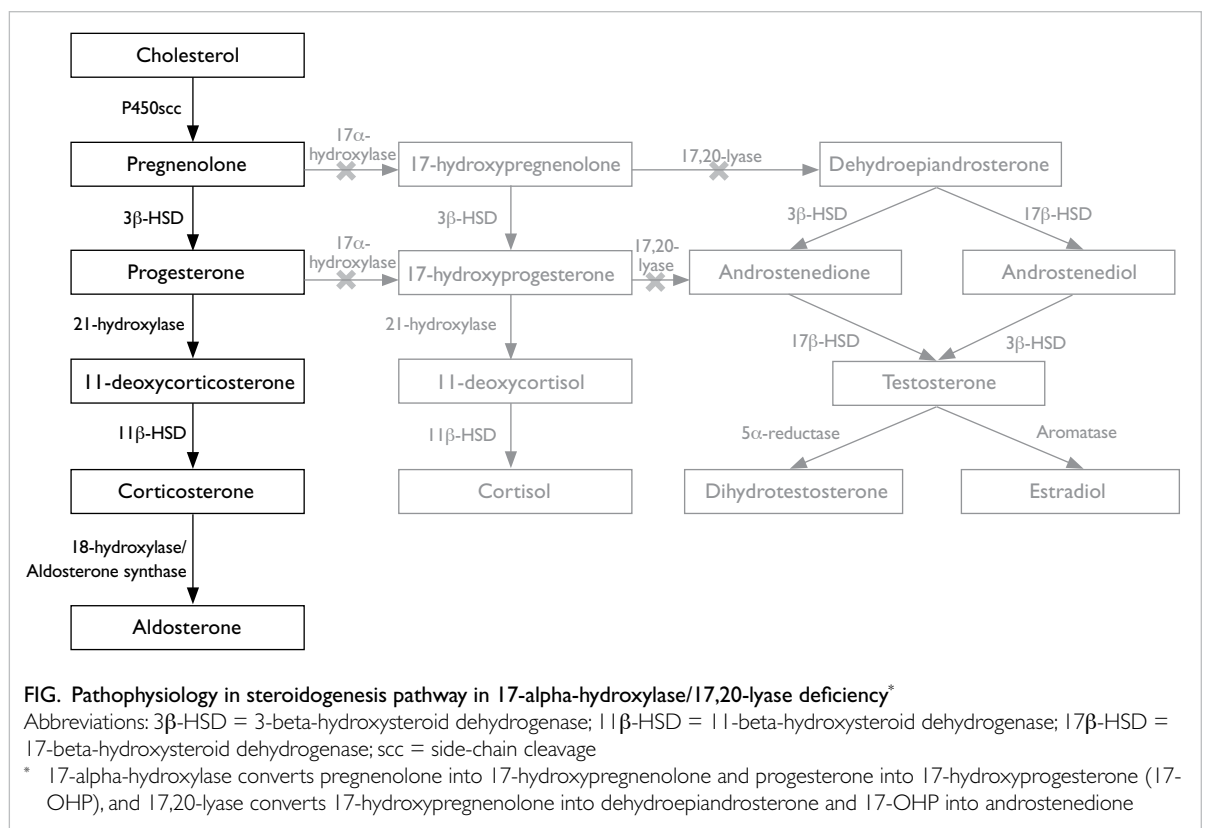 Cholesterol
P450scc
17α-
hydroxylase
Pregnenolone
17-hydroxypregnenolone
17,20-lyase
Dehydroepiandrosterone
3β-HSD
3β-HSD
3β-HSD
17β-HSD
17α-
hydroxylase
17,20-
lyase
Progesterone
17-hydroxyprogesterone
Androstenedione
Androstenediol
21-hydroxylase
21-hydroxylase
17β-HSD
3β-HSD
11-deoxycorticosterone
11-deoxycortisol
Testosterone
11β-HSD
11β-HSD
5α-reductase
Aromatase
Corticosterone
Cortisol
Dihydrotestosterone
Estradiol
18-hydroxylase/
Aldosterone synthase
Aldosterone
FIG. Pathophysiology in steroidogenesis pathway in 17-alpha-hydroxylase/17,20-lyase deficiency*
Abbreviations: 3β-HSD = 3-beta-hydroxysteroid dehydrogenase; 11β-HSD = 11-beta-hydroxysteroid dehydrogenase; 17β-HSD =
17-beta-hydroxysteroid dehydrogenase; scc = side-chain cleavage
* 17-alpha-hydroxylase converts pregnenolone into 17-hydroxypregnenolone and progesterone into 17-hydroxyprogesterone (17-
OHP), and 17,20-lyase converts 17-hydroxypregnenolone into dehydroepiandrosterone and 17-OHP into androstenedione